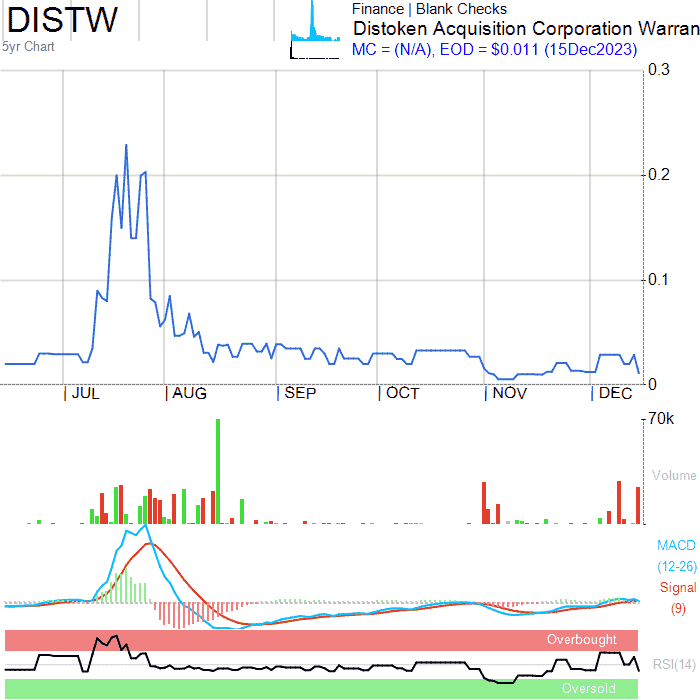 DISTW
5yr Chart
Finance | Blank Checks
Distoken Acquisition Corporation Warran
MC = (N/A), EOD = $0.011 (15Dec2023)
0.3
0.2
0.1
0
JUL AUG SEP OCT NOV DEC
70k
Volume
MACD
(12-26)
Signal
(9)
Overbought
RSI(14)
Oversold